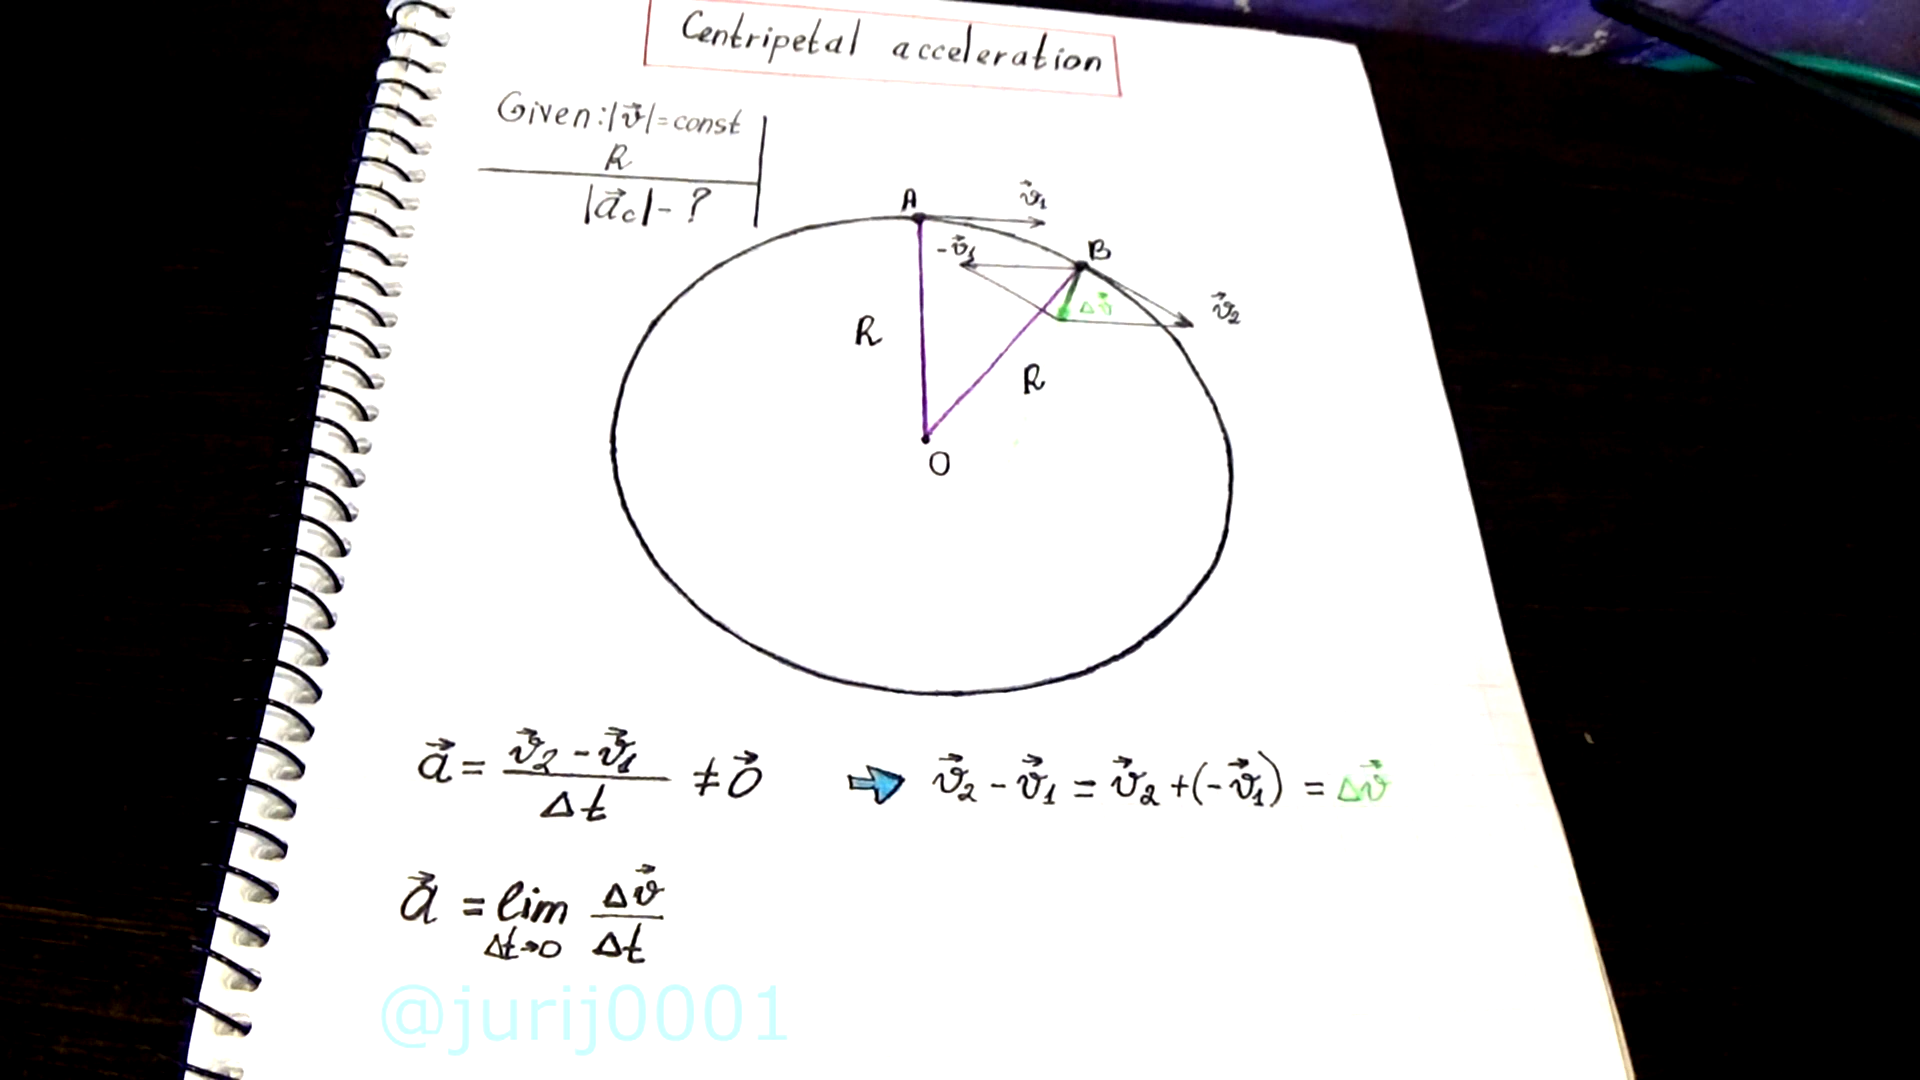 Centripetal acceleration
Given: |v⃗| = const
R
|a⃗c| - ?
A
v⃗1
-v⃗1
B
Δv⃗
v⃗2
R
R
O
a⃗ = (v⃗2 - v⃗1)/Δt ≠ 0⃗
v⃗2 - v⃗1 = v⃗2 + (-v⃗1) = Δv⃗
a⃗ = lim Δt→0 Δv⃗/Δt
@jurij0001